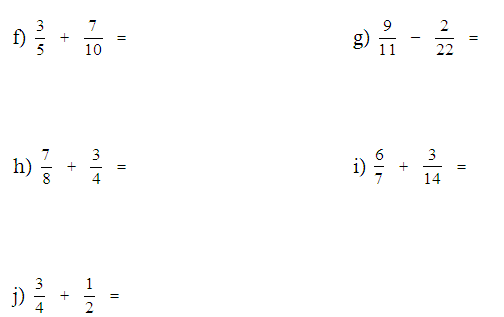 f) 3/5 + 7/10 =
g) 9/11 − 2/22 =
h) 7/8 + 3/4 =
i) 6/7 + 3/14 =
j) 3/4 + 1/2 =